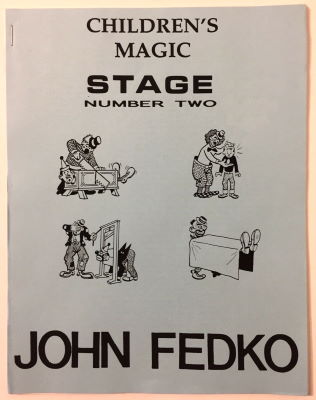 CHILDREN'S
MAGIC
STAGE
NUMBER TWO
JOHN FEDKO